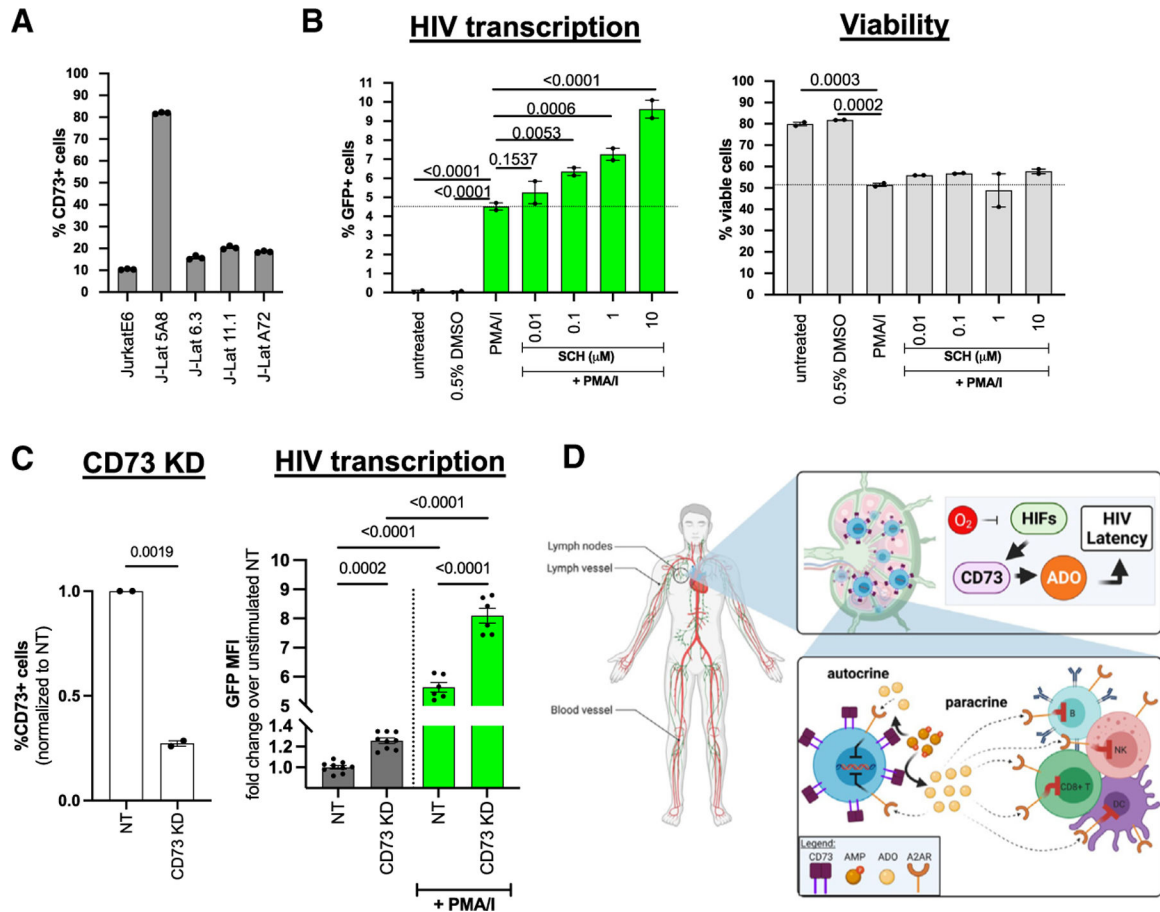 A
% CD73+ cells
100
90
80
70
60
50
40
30
20
10
0
JurkatE6
J-Lat 5A8
J-Lat 6.3
J-Lat 11.1
J-Lat A72
B
HIV transcription
% GFP+ cells
11
10
9
8
7
6
5
4
3
2
1
0
<0.0001
0.0006
0.0053
0.1537
<0.0001
<0.0001
untreated
0.5% DMSO
PMA/I
0.01
0.1
1
10
SCH (μM)
+ PMA/I
Viability
% viable cells
100
90
80
70
60
50
40
30
20
10
0
0.0003
0.0002
untreated
0.5% DMSO
PMA/I
0.01
0.1
1
10
SCH (μM)
+ PMA/I
C
CD73 KD
%CD73+ cells
(normalized to NT)
1.0
0.5
0.0
0.0019
NT
CD73 KD
HIV transcription
GFP MFI
fold change over unstimulated NT
10
9
8
7
6
5
1.4
1.2
1.0
<0.0001
<0.0001
0.0002
<0.0001
NT
CD73 KD
NT
CD73 KD
+ PMA/I
D
Lymph nodes
Lymph vessel
Blood vessel
O2
HIFs
HIV
Latency
CD73
ADO
autocrine
paracrine
B
NK
CD8+ T
DC
Legend:
CD73
AMP
ADO
A2AR